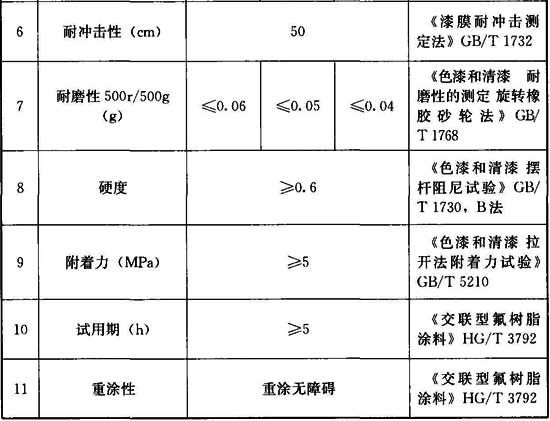 6 耐冲击性（cm） 50 《漆膜耐冲击测
定法》GB/T 1732
7 耐磨性 500r/500g
（g） ≤0.06 ≤0.05 ≤0.04 《色漆和清漆 耐
磨性的测定 旋转橡
胶砂轮法》GB/
T 1768
8 硬度 ≥0.6 《色漆和清漆 摆
杆阻尼试验》GB/
T 1730，B法
9 附着力（MPa） ≥5 《色漆和清漆 拉
开法附着力试验》
GB/T 5210
10 试用期（h） ≥5 《交联型氟树脂
涂料》HG/T 3792
11 重涂性 重涂无障碍 《交联型氟树脂
涂料》HG/T 3792